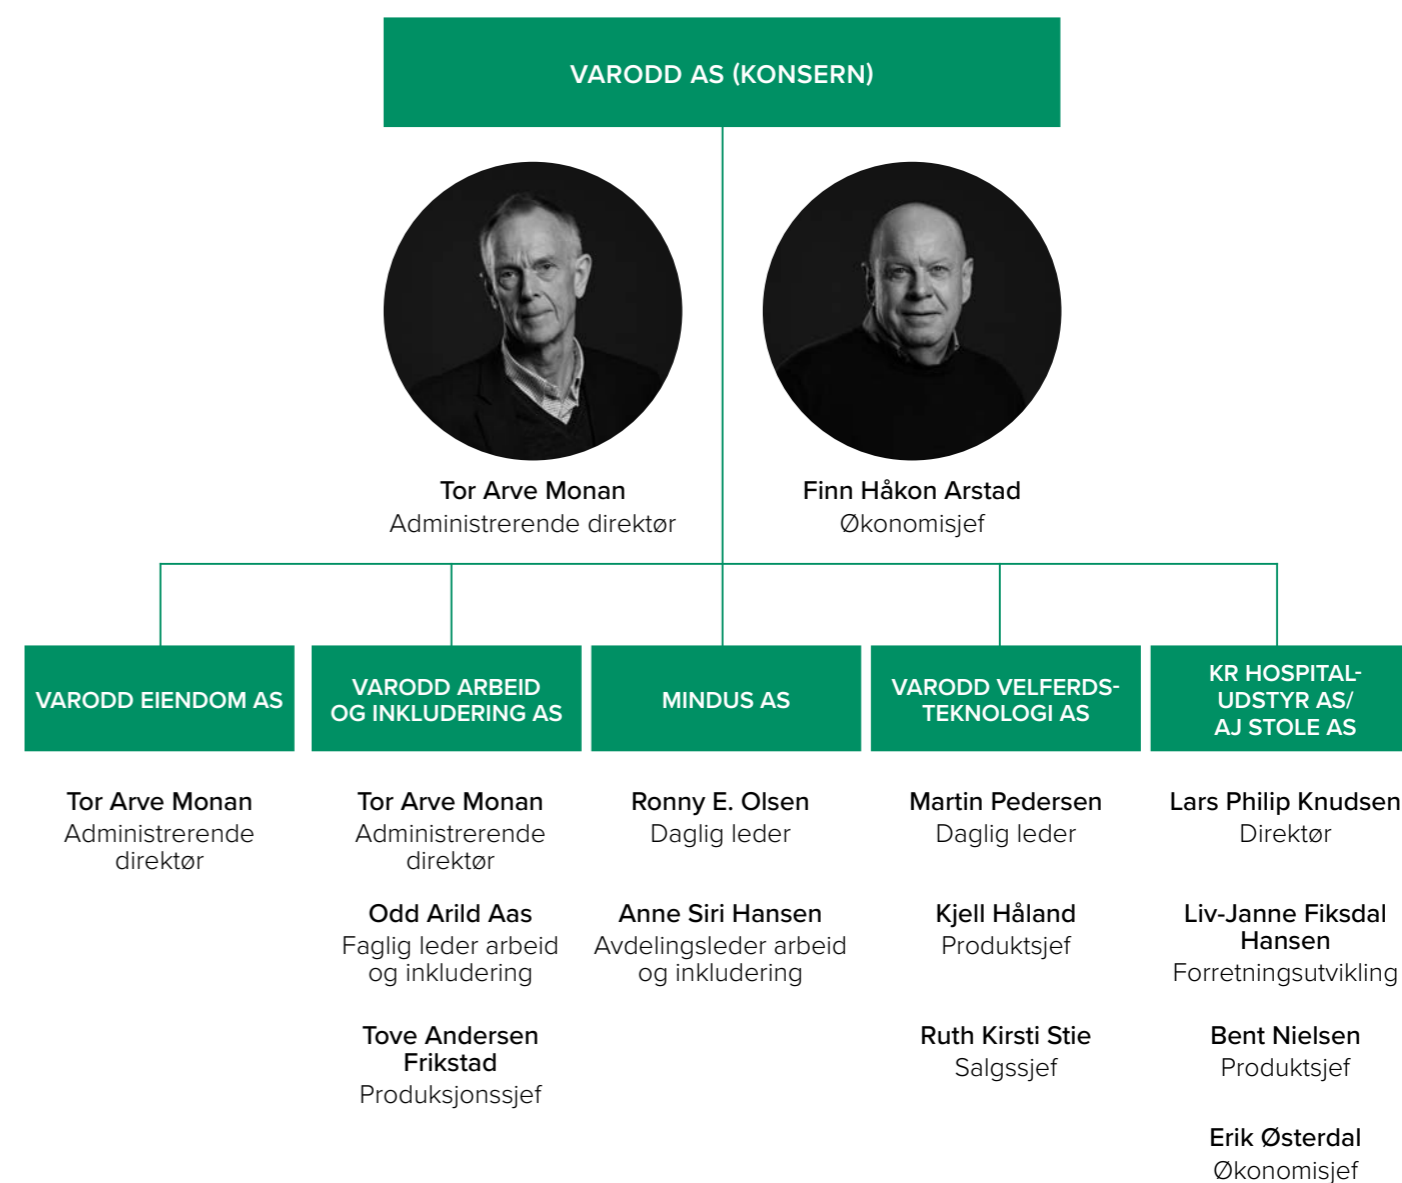 VARODD AS (KONSERN)
Tor Arve Monan
Administrerende direktør
Finn Håkon Arstad
Økonomisjef
VARODD EIENDOM AS
Tor Arve Monan
Administrerende
direktør
VARODD ARBEID
OG INKLUDERING AS
Tor Arve Monan
Administrerende
direktør
Odd Arild Aas
Faglig leder arbeid
og inkludering
Tove Andersen
Frikstad
Produksjonssjef
MINDUS AS
Ronny E. Olsen
Daglig leder
Anne Siri Hansen
Avdelingsleder arbeid
og inkludering
VARODD VELFERDS-
TEKNOLOGI AS
Martin Pedersen
Daglig leder
Kjell Håland
Produktsjef
Ruth Kirsti Stie
Salgssjef
KR HOSPITAL-
UDSTYR AS/
AJ STOLE AS
Lars Philip Knudsen
Direktør
Liv-Janne Fiksdal
Hansen
Forretningsutvikling
Bent Nielsen
Produktsjef
Erik Østerdal
Økonomisjef